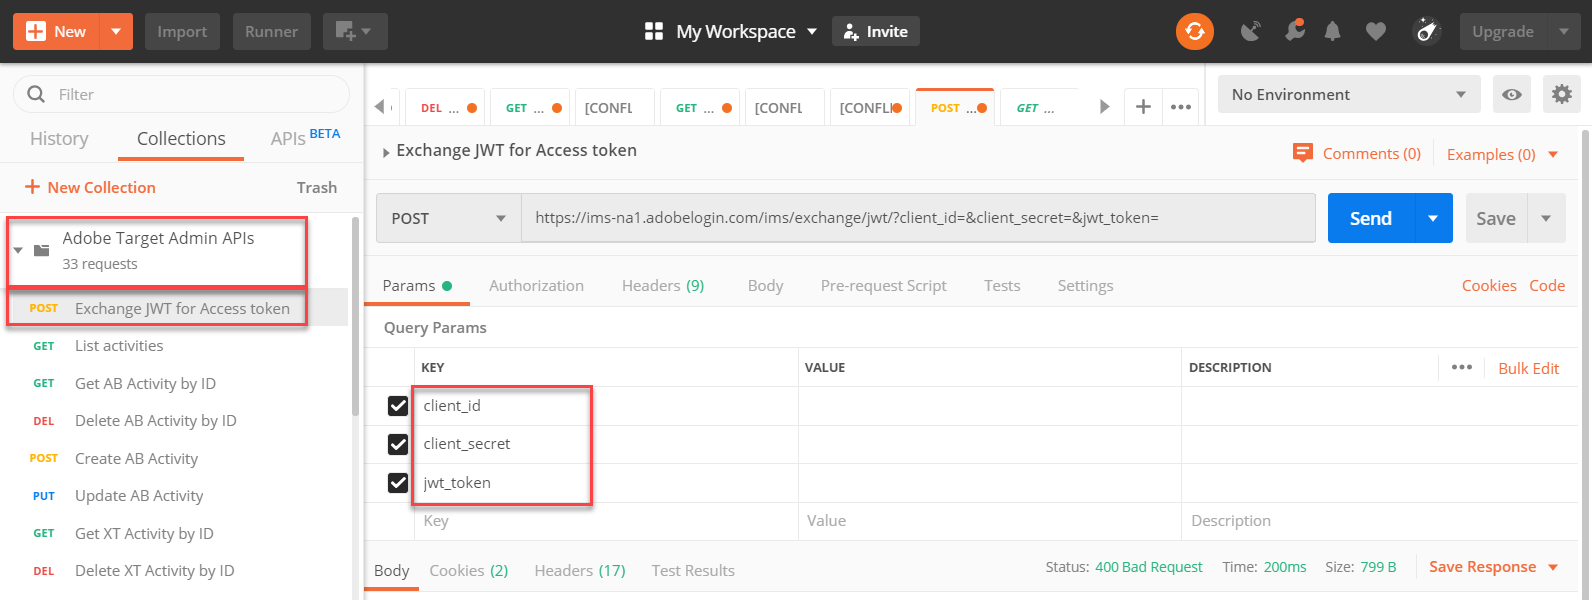 New
Import
Runner
My Workspace
Invite
Upgrade
Filter
History
Collections
APIs BETA
+ New Collection
Trash
Adobe Target Admin APIs
33 requests
POST Exchange JWT for Access token
GET List activities
GET Get AB Activity by ID
DEL Delete AB Activity by ID
POST Create AB Activity
PUT Update AB Activity
GET Get XT Activity by ID
DEL Delete XT Activity by ID
DEL ...
GET ...
[CONFL
GET ...
[CONFL
[CONFLI
POST ...
GET ...
No Environment
Exchange JWT for Access token
Comments (0)
Examples (0)
POST
https://ims-na1.adobelogin.com/ims/exchange/jwt/?client_id=&client_secret=&jwt_token=
Send
Save
Params
Authorization
Headers (9)
Body
Pre-request Script
Tests
Settings
Cookies
Code
Query Params
KEY
VALUE
DESCRIPTION
Bulk Edit
client_id
client_secret
jwt_token
Key
Value
Description
Body
Cookies (2)
Headers (17)
Test Results
Status: 400 Bad Request
Time: 200ms
Size: 799 B
Save Response